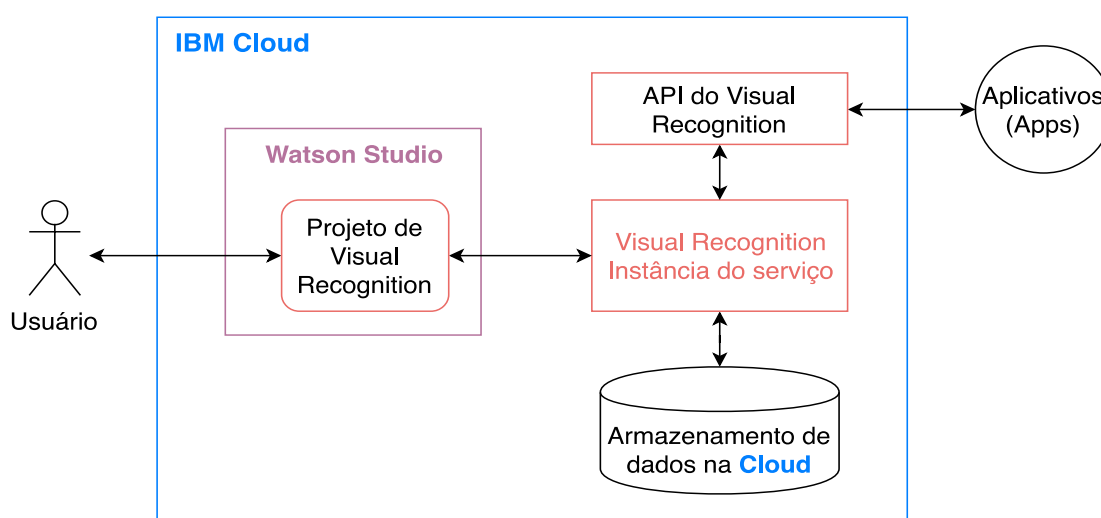 IBM Cloud
API do Visual
Recognition
Aplicativos
(Apps)
Watson Studio
Projeto de
Visual
Recognition
Visual Recognition
Instância do serviço
Usuário
Armazenamento de
dados na Cloud